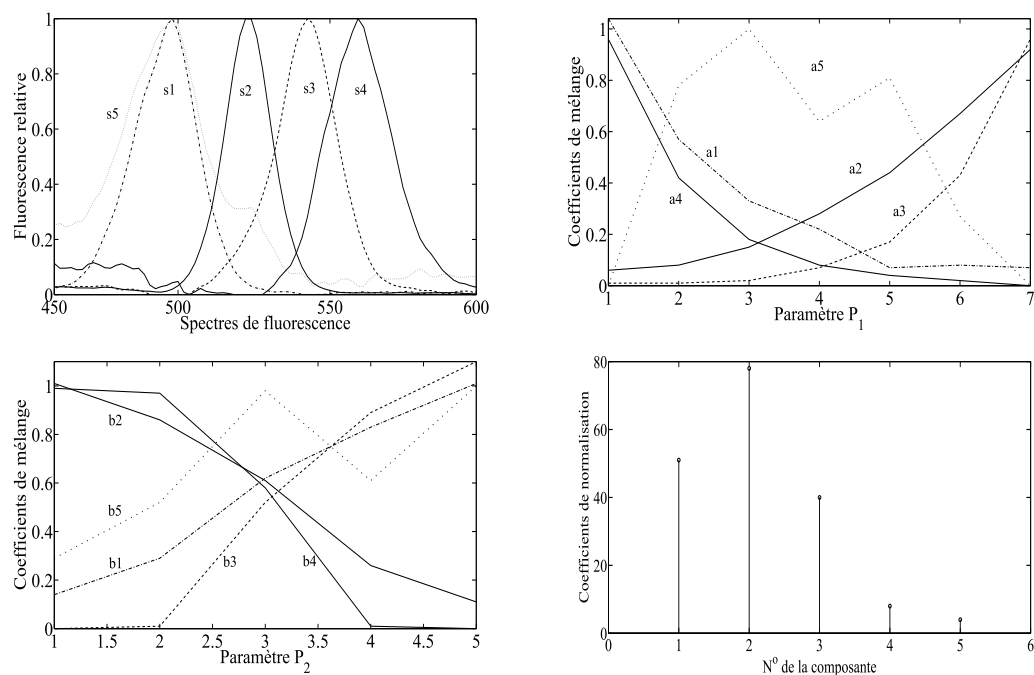 Fluorescence relative
1
0.8
0.6
0.4
0.2
0
s5
s1
s2
s3
s4
450 500 550 600
Spectres de fluorescence
Coefficients de mélange
1
0.8
0.6
0.4
0.2
0
a5
a1
a2
a4
a3
1 2 3 4 5 6 7
Paramètre P1
Coefficients de mélange
1
0.8
0.6
0.4
0.2
0
b2
b5
b1
b3
b4
1 1.5 2 2.5 3 3.5 4 4.5 5
Paramètre P2
Coefficients de normalisation
80
60
40
20
0
0 1 2 3 4 5 6
No de la composante